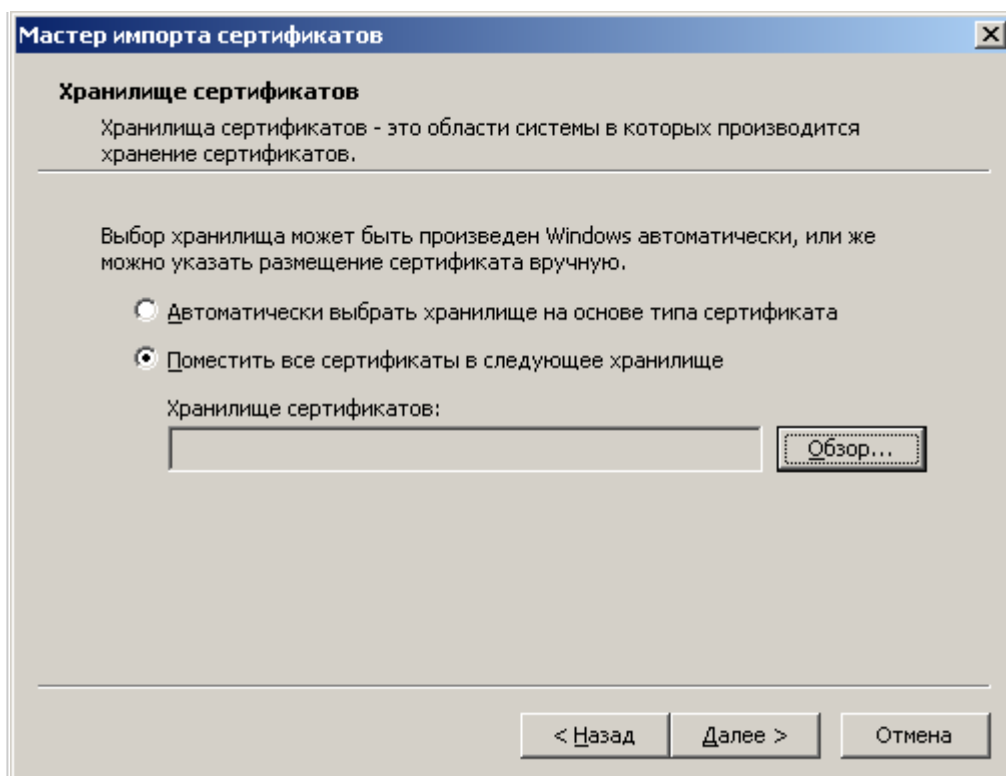 Мастер импорта сертификатов
Хранилище сертификатов
Хранилища сертификатов - это области системы в которых производится
хранение сертификатов.
Выбор хранилища может быть произведен Windows автоматически, или же
можно указать размещение сертификата вручную.
Автоматически выбрать хранилище на основе типа сертификата
Поместить все сертификаты в следующее хранилище
Хранилище сертификатов:
Обзор...
< Назад
Далее >
Отмена